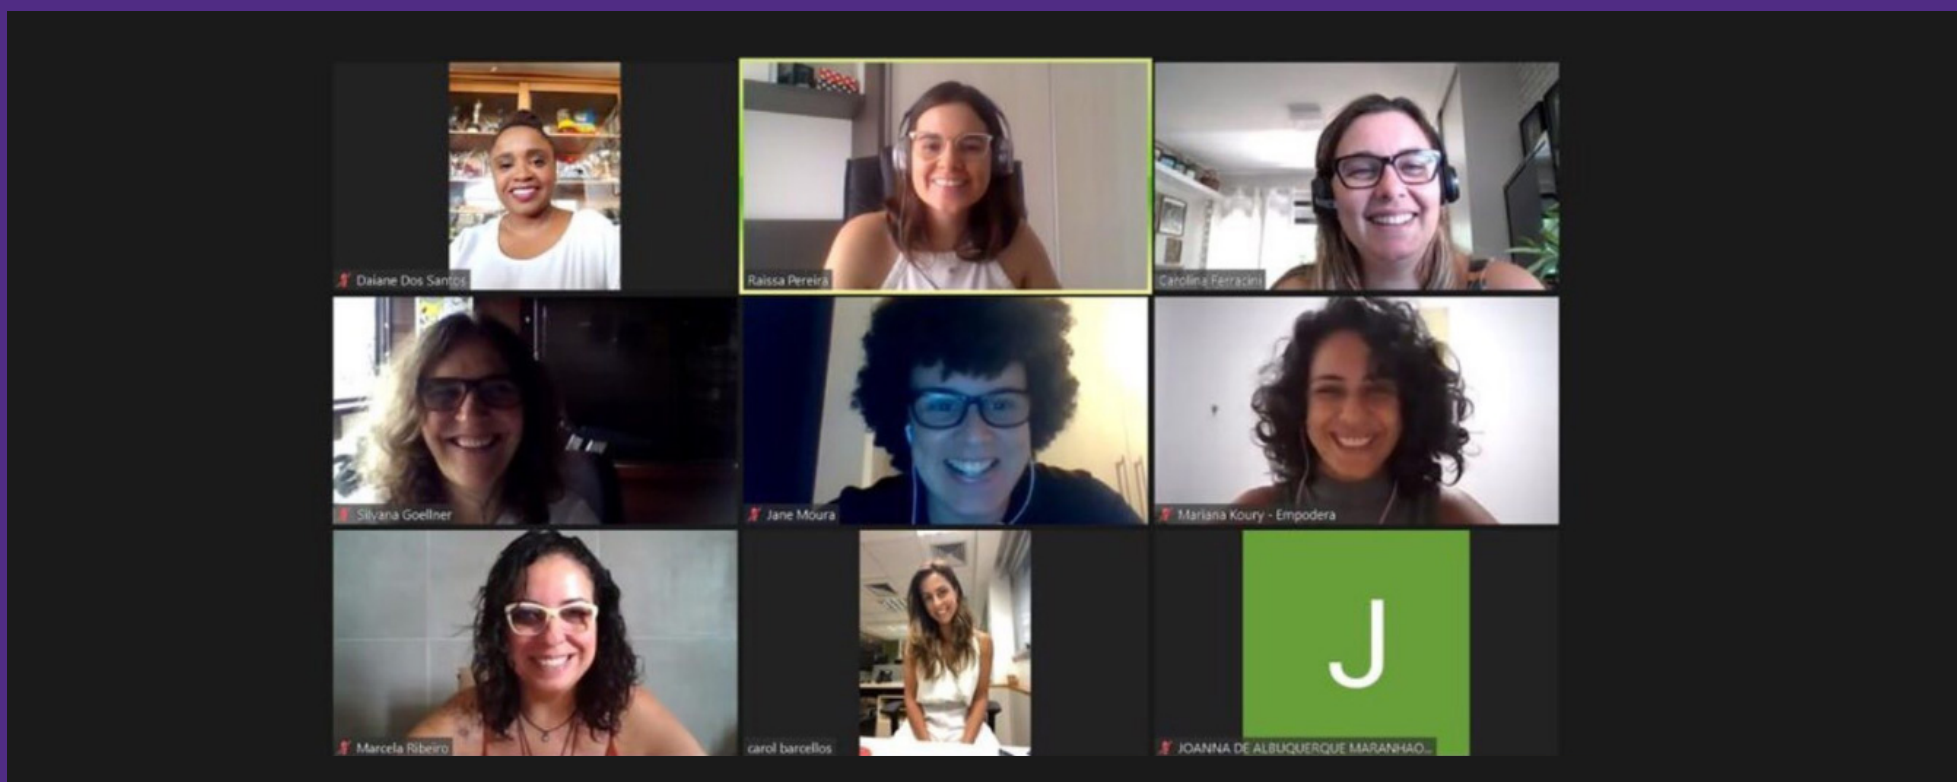 Daiane Dos Santos
Raissa Pereira
Carolina Ferracini
Silvana Goellner
Jane Moura
Mariana Koury - Empodera
Marcela Ribeiro
carol barcellos
J
JOANNA DE ALBUQUERQUE MARANHAO...